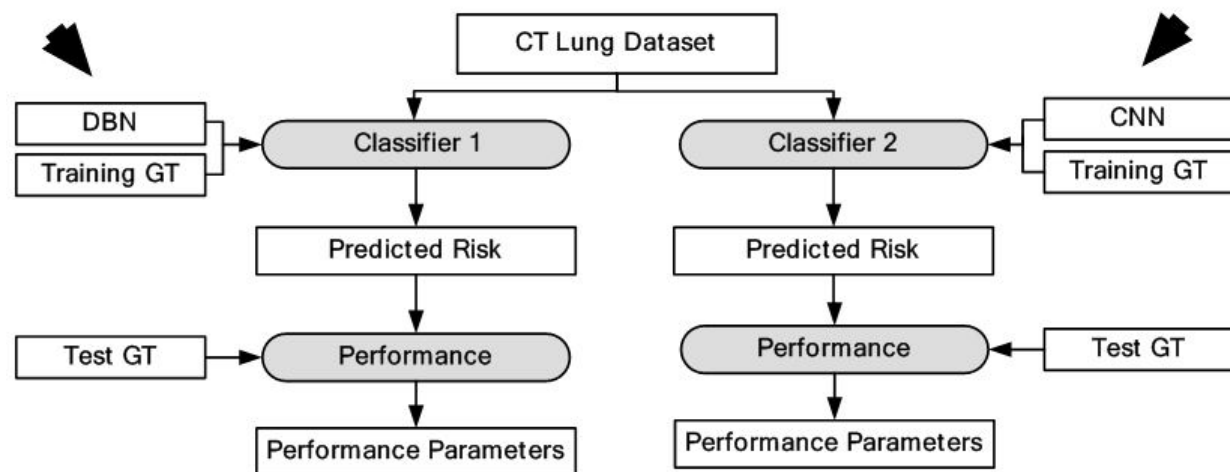 CT Lung Dataset
DBN
Training GT
Classifier 1
Classifier 2
CNN
Training GT
Predicted Risk
Predicted Risk
Test GT
Performance
Performance
Test GT
Performance Parameters
Performance Parameters